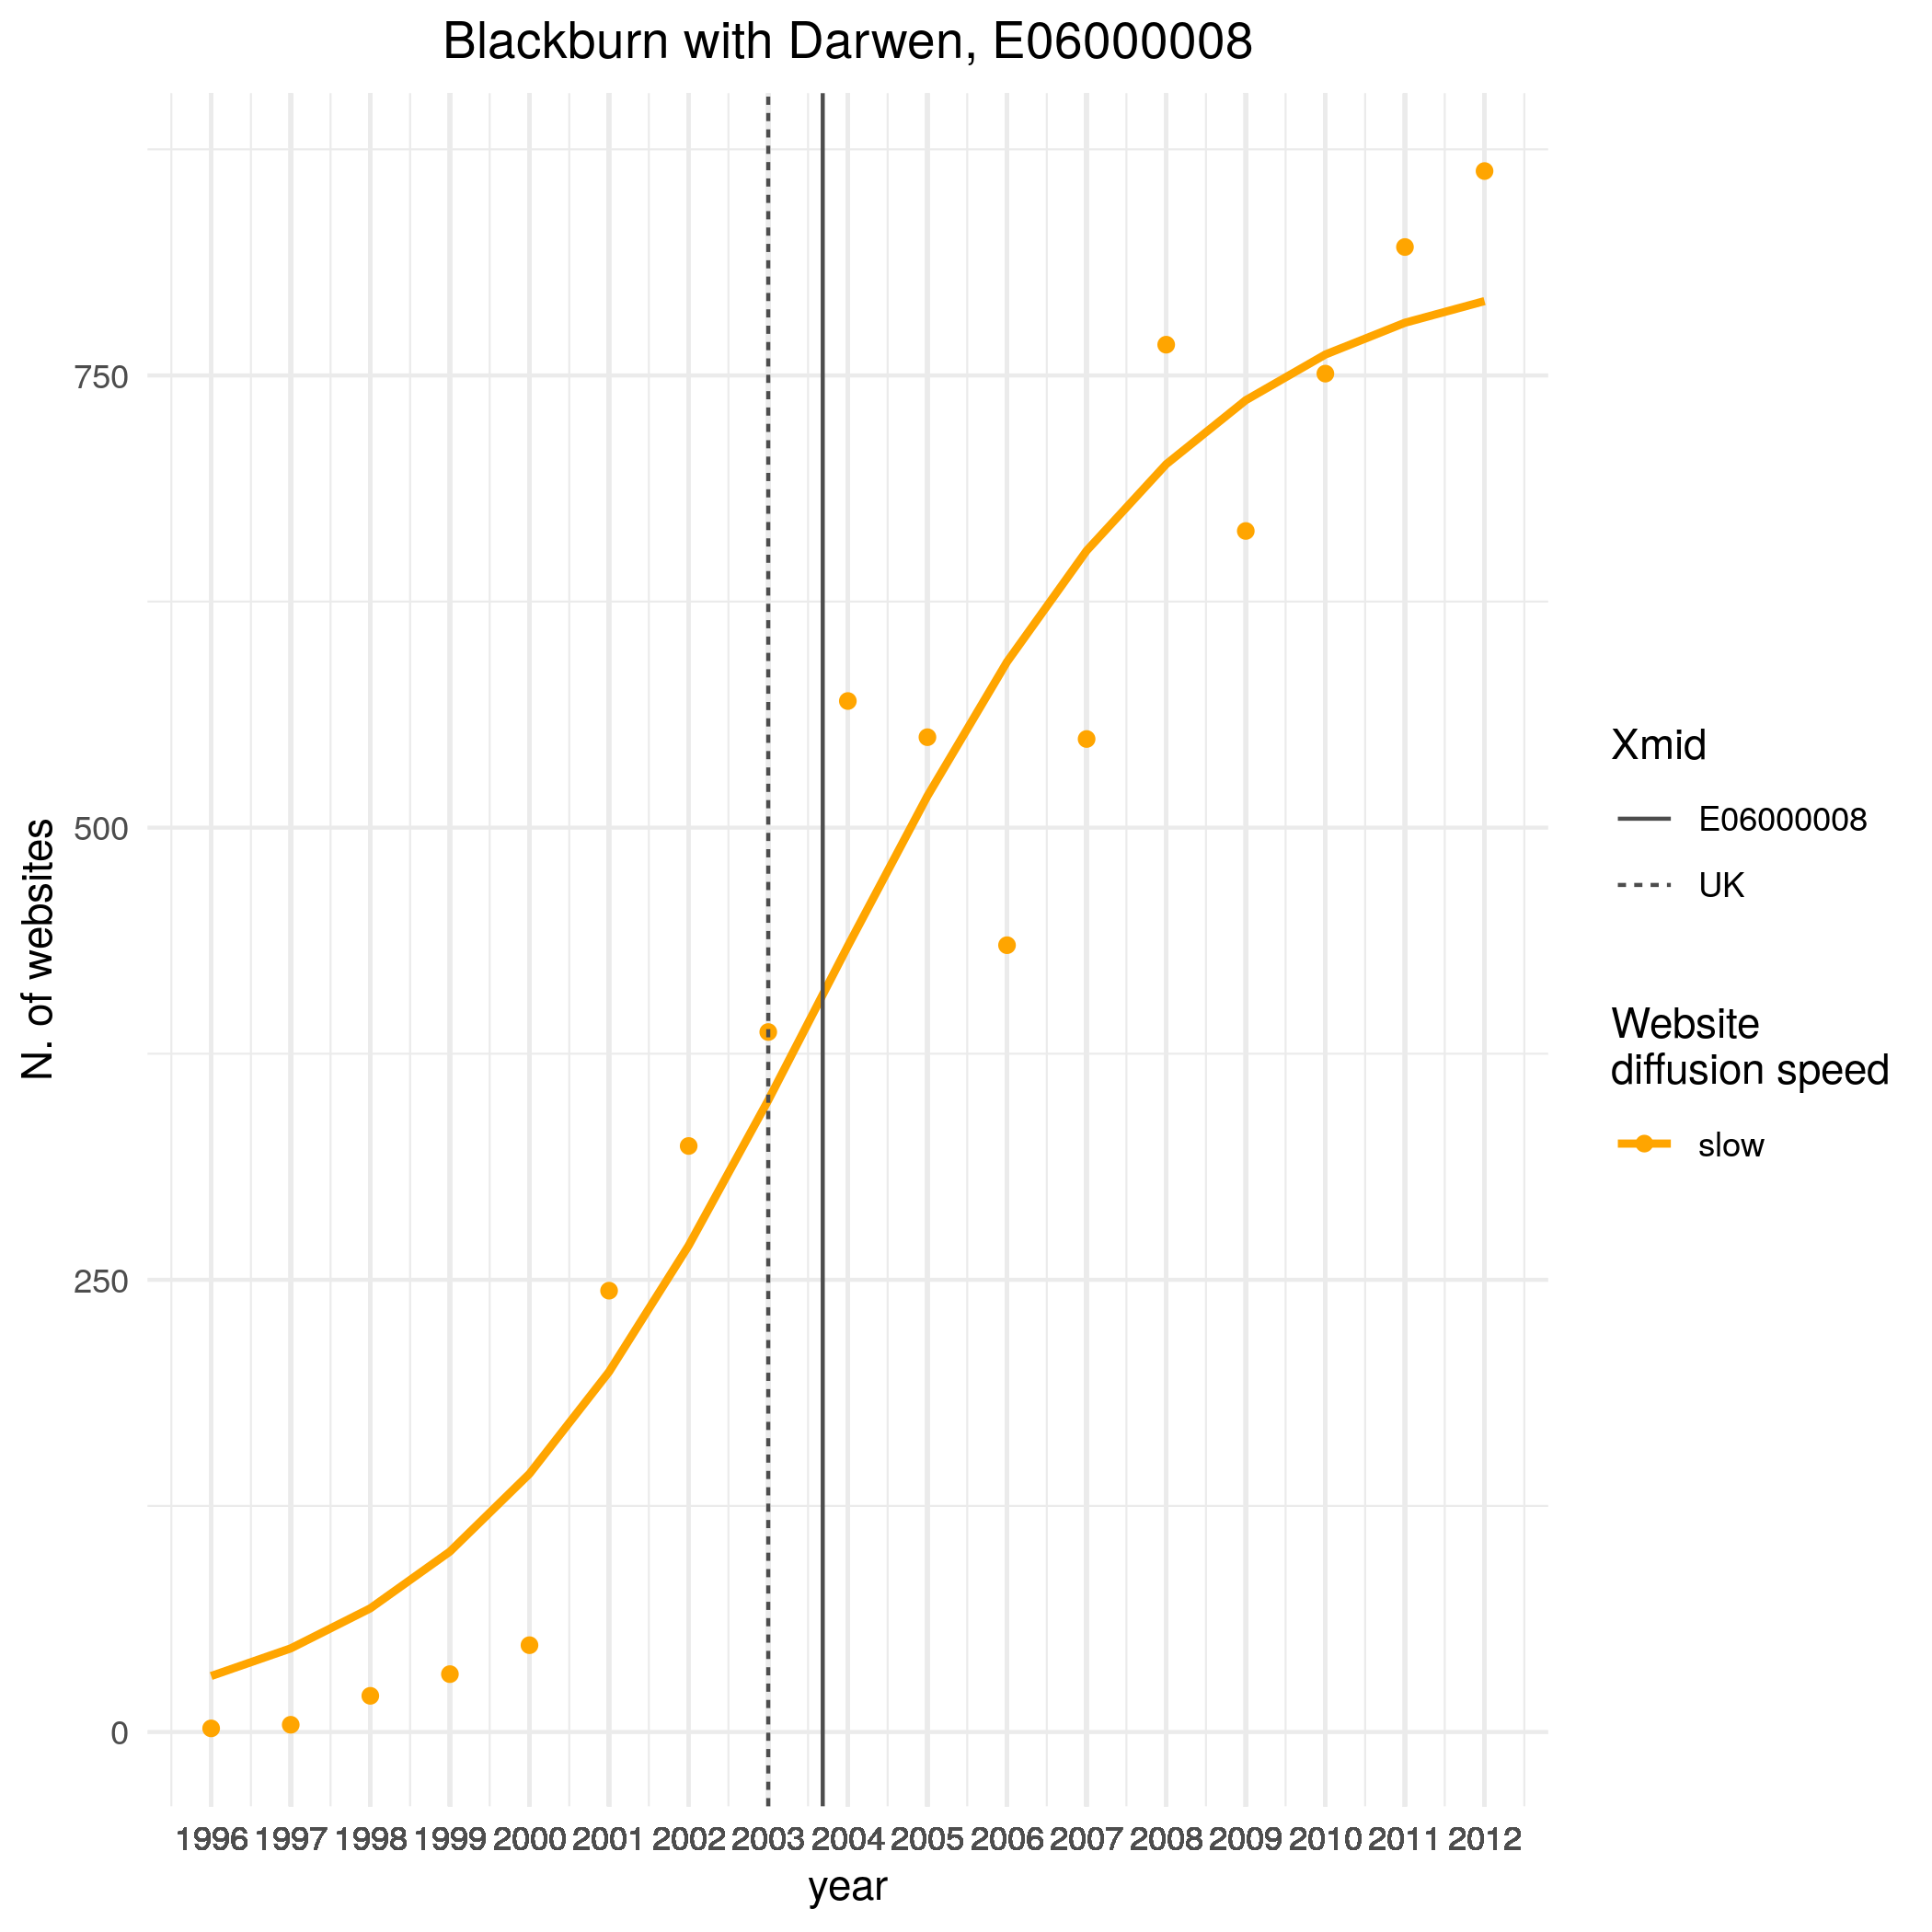 Blackburn with Darwen, E06000008
N. of websites
750
500
250
0
1996 1997 1998 1999 2000 2001 2002 2003 2004 2005 2006 2007 2008 2009 2010 2011 2012
year
Xmid
E06000008
UK
Website
diffusion speed
slow